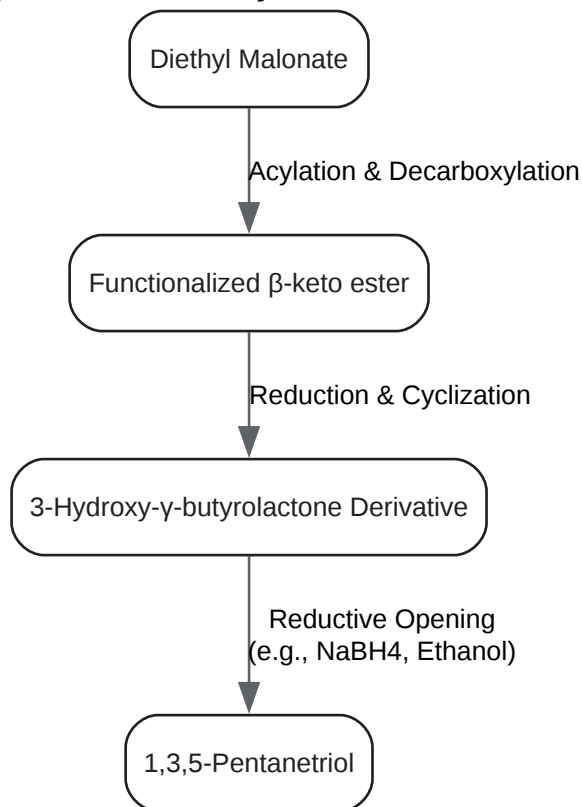 Diethyl Malonate
Acylation & Decarboxylation
Functionalized β-keto ester
Reduction & Cyclization
3-Hydroxy-γ-butyrolactone Derivative
Reductive Opening
(e.g., NaBH4, Ethanol)
1,3,5-Pentanetriol